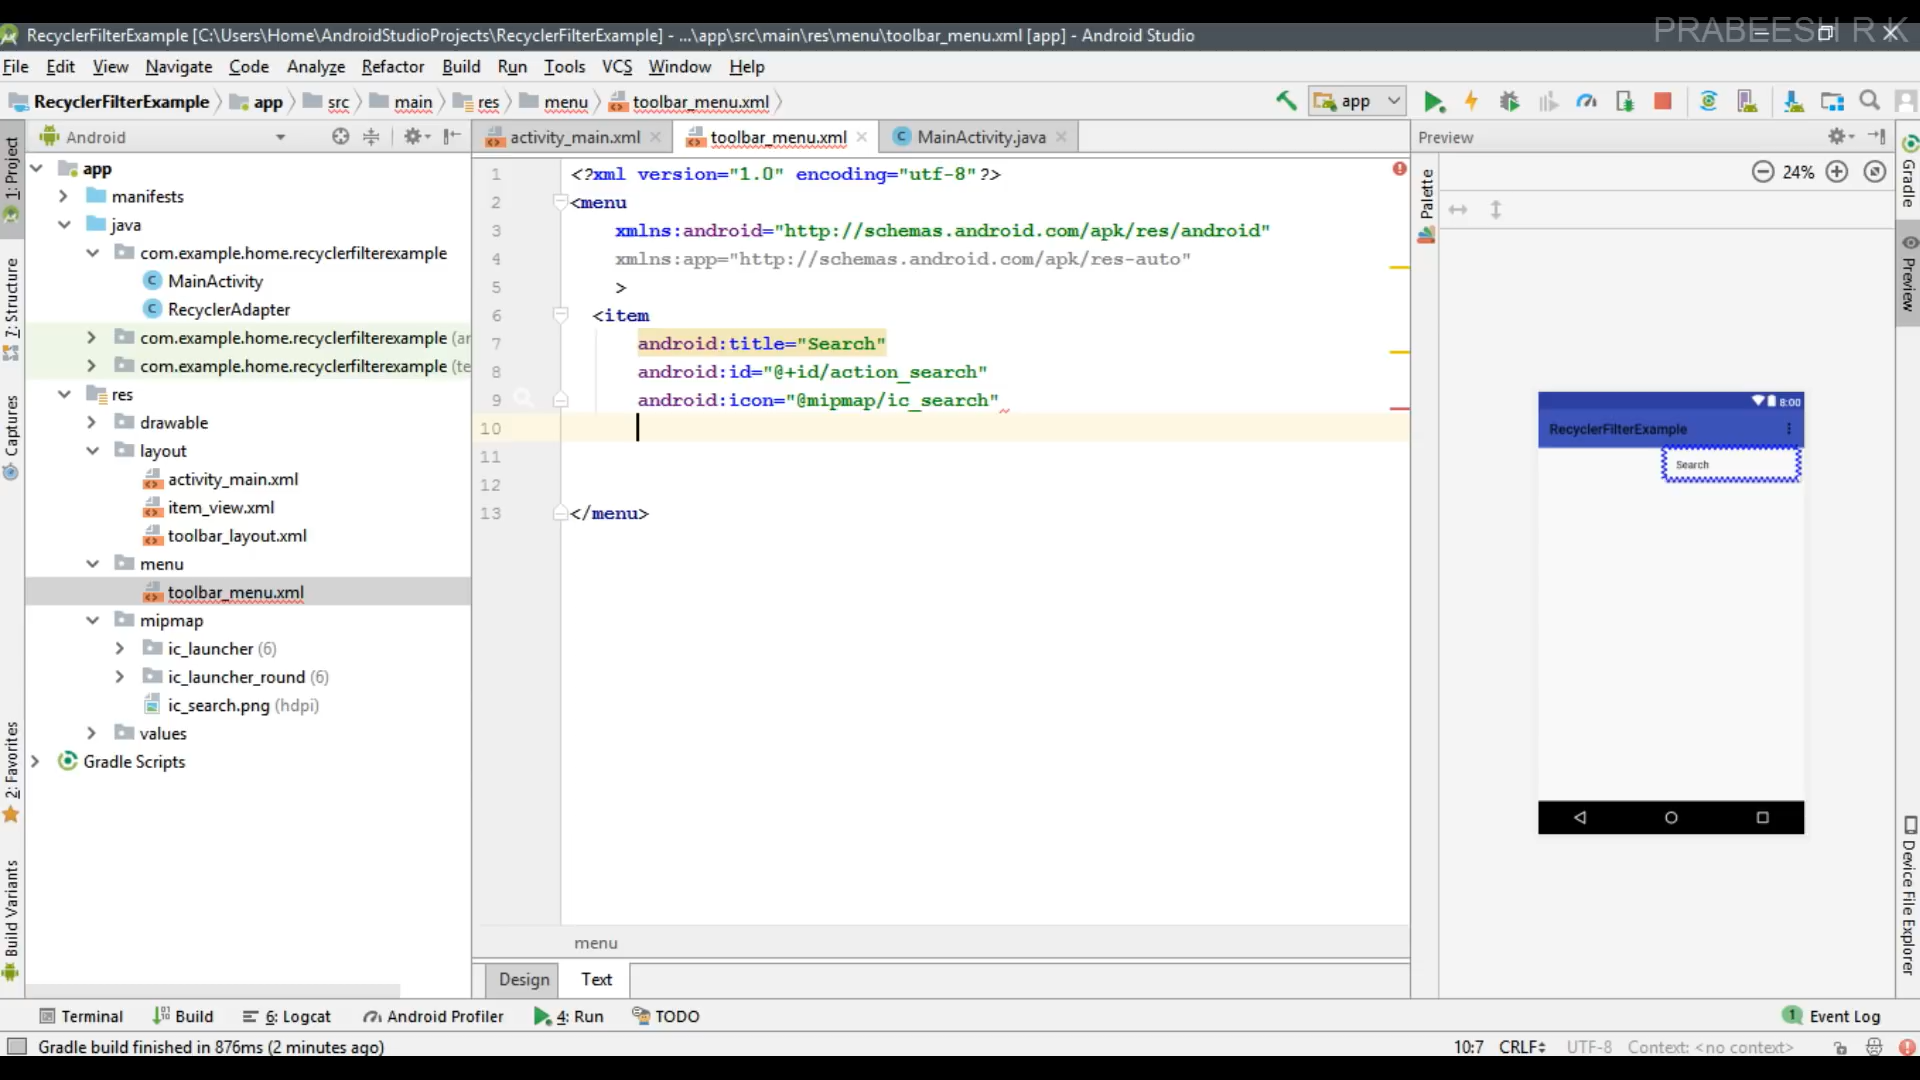 PRABEESH R K
RecyclerFilterExample [C:\Users\Home\AndroidStudioProjects\RecyclerFilterExample] - ...\app\src\main\res\menu\toolbar_menu.xml [app] - Android Studio
File Edit View Navigate Code Analyze Refactor Build Run Tools VCS Window Help
RecyclerFilterExample app src main res menu toolbar_menu.xml app
Android activity_main.xml toolbar_menu.xml MainActivity.java Preview
1: Project
Z: Structure
Captures
2: Favorites
Build Variants
app
manifests
java
com.example.home.recyclerfilterexample
MainActivity
RecyclerAdapter
com.example.home.recyclerfilterexample (ar
com.example.home.recyclerfilterexample (te
res
drawable
layout
activity_main.xml
item_view.xml
toolbar_layout.xml
menu
toolbar_menu.xml
mipmap
ic_launcher (6)
ic_launcher_round (6)
ic_search.png (hdpi)
values
Gradle Scripts
1 <?xml version="1.0" encoding="utf-8"?>
2 <menu
3 xmlns:android="http://schemas.android.com/apk/res/android"
4 xmlns:app="http://schemas.android.com/apk/res-auto"
5 >
6 <item
7 android:title="Search"
8 android:id="@+id/action_search"
9 android:icon="@mipmap/ic_search"
10
11
12
13 </menu>
menu
Design Text
Palette
24%
8:00
RecyclerFilterExample
Search
Gradle
Preview
Device File Explorer
Terminal Build 6: Logcat Android Profiler 4: Run TODO 1 Event Log
Gradle build finished in 876ms (2 minutes ago) 10:7 CRLF UTF-8 Context: <no context>